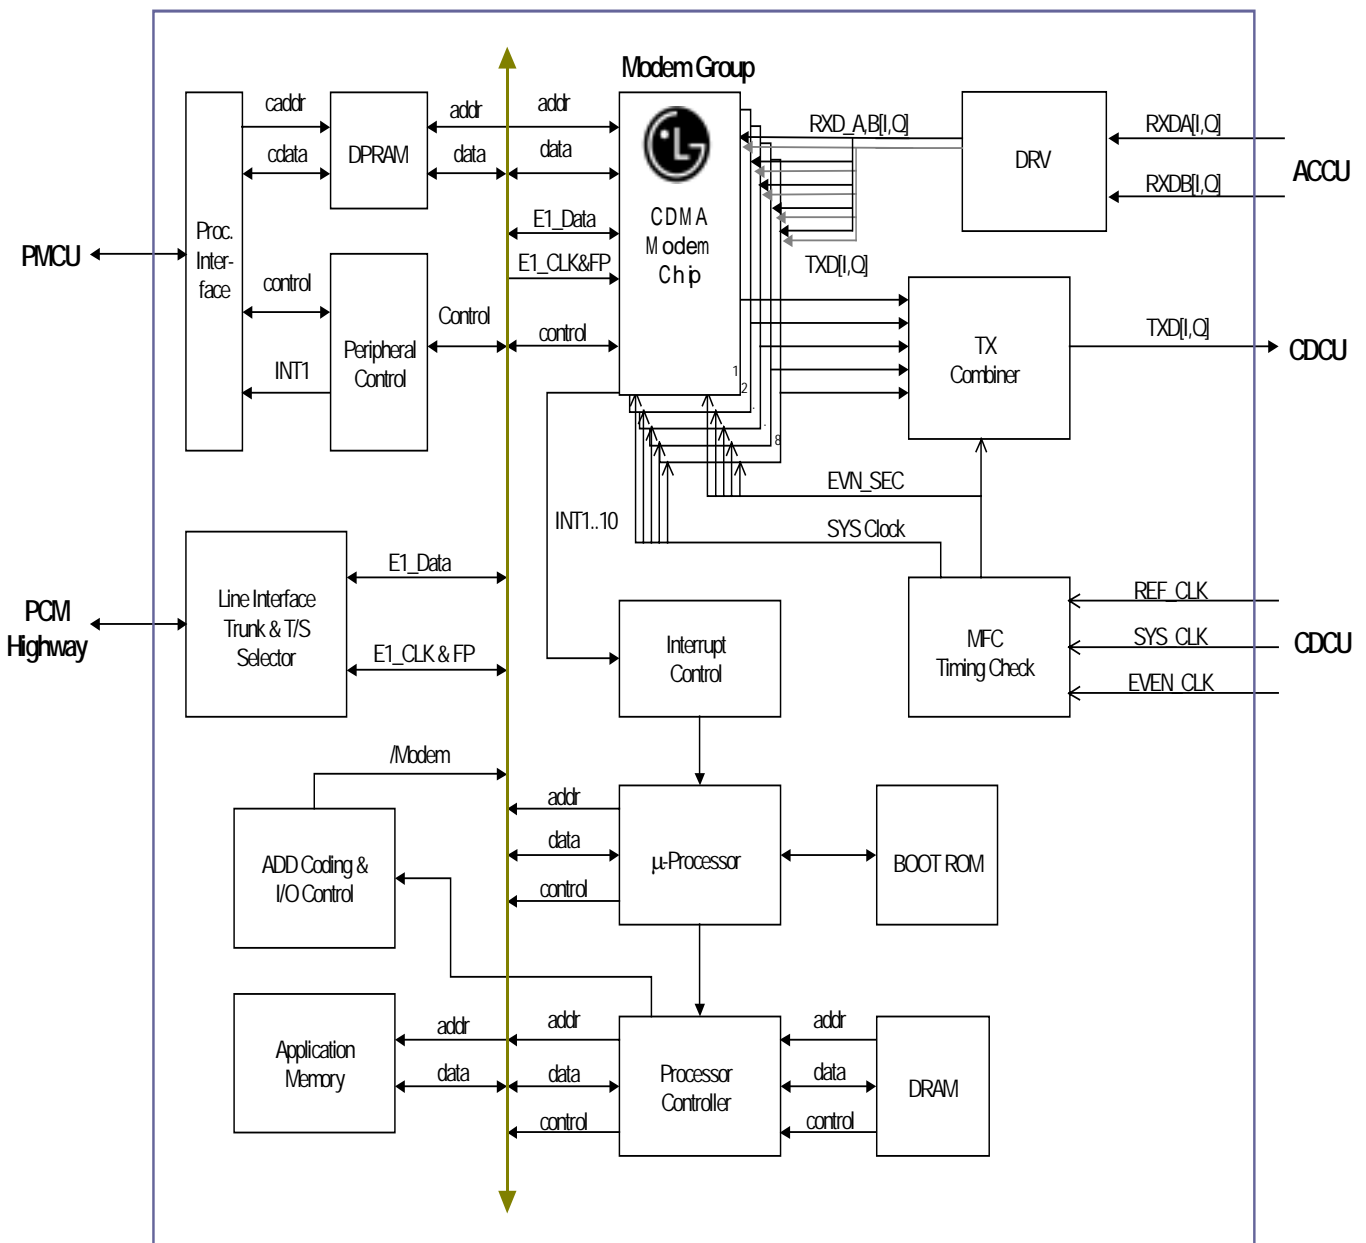 Modem Group
caddr
addr
addr
RXD_A,B[I,Q]
RXDA[I,Q]
cdata
DPRAM
data
data
LG
DRV
ACCU
RXDB[I,Q]
Proc.
Inter-
face
E1_Data
CDMA
Modem
Chip
PMCU
E1_CLK&FP
TXD[I,Q]
control
Control
control
Peripheral
Control
INT1
TX
Combiner
TXD[I,Q]
CDCU
1
2
.
.
8
EVN_SEC
INT1..10
SYS Clock
E1_Data
Line Interface
Trunk & T/S
Selector
PCM
Highway
E1_CLK & FP
Interrupt
Control
MFC
Timing Check
REF_CLK
SYS_CLK
CDCU
EVEN_CLK
/Modem
addr
data
control
ADD Coding &
I/O Control
µ-Processor
BOOT ROM
addr
addr
addr
Application
Memory
data
data
Processor
Controller
data
DRAM
control
control